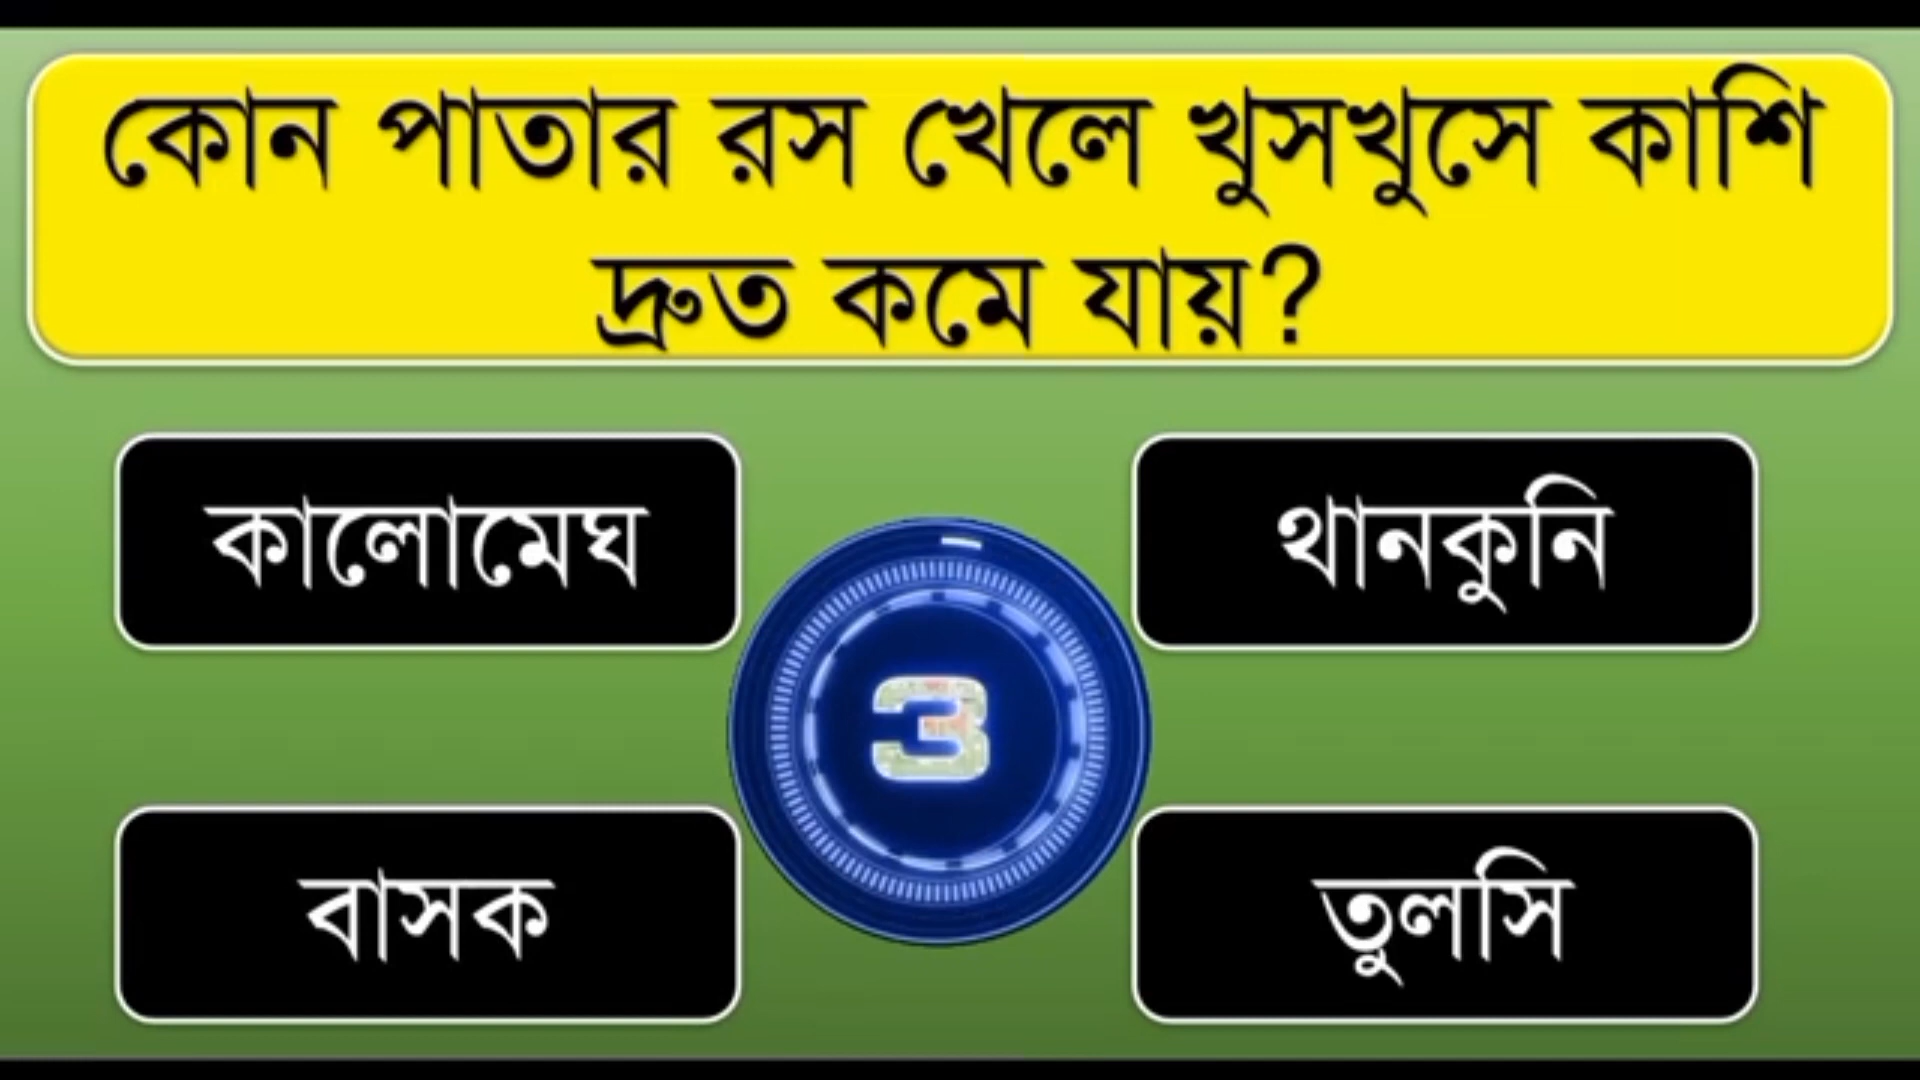 কোন পাতার রস খেলে খুসখুসে কাশি
দ্রুত কমে যায়?
কালোমেঘ
থানকুনি
3
বাসক
তুলসি